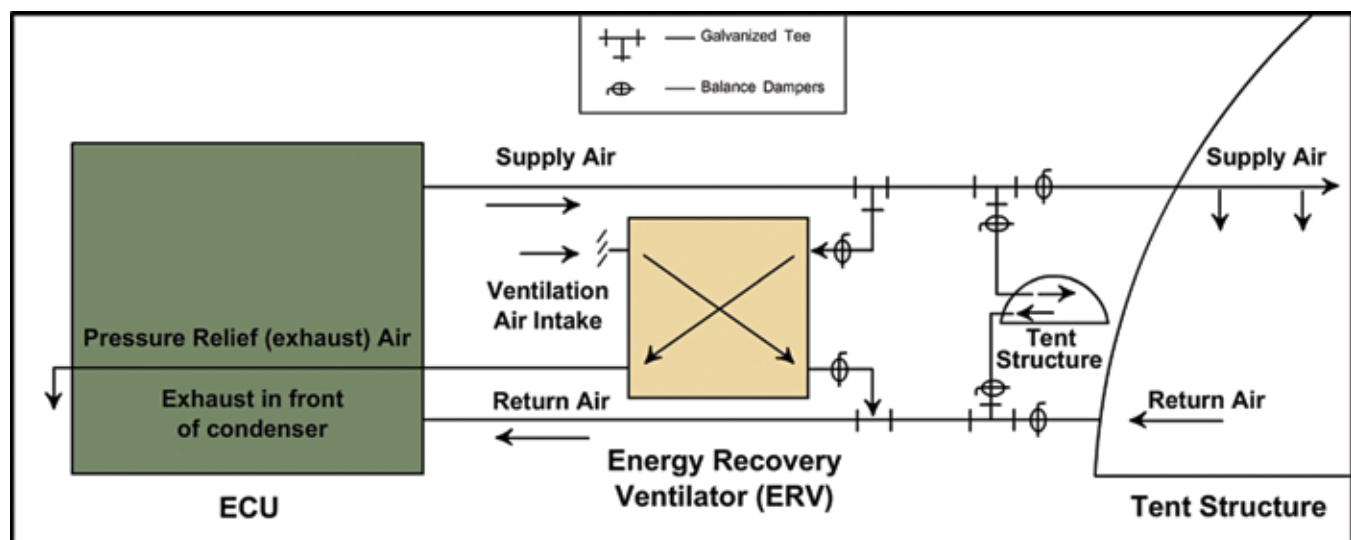 Galvanized Tee
Balance Dampers
Supply Air
Supply Air
Ventilation
Air Intake
Tent
Structure
Pressure Relief (exhaust) Air
Exhaust in front
of condenser
Return Air
Return Air
Energy Recovery
Ventilator (ERV)
ECU
Tent Structure